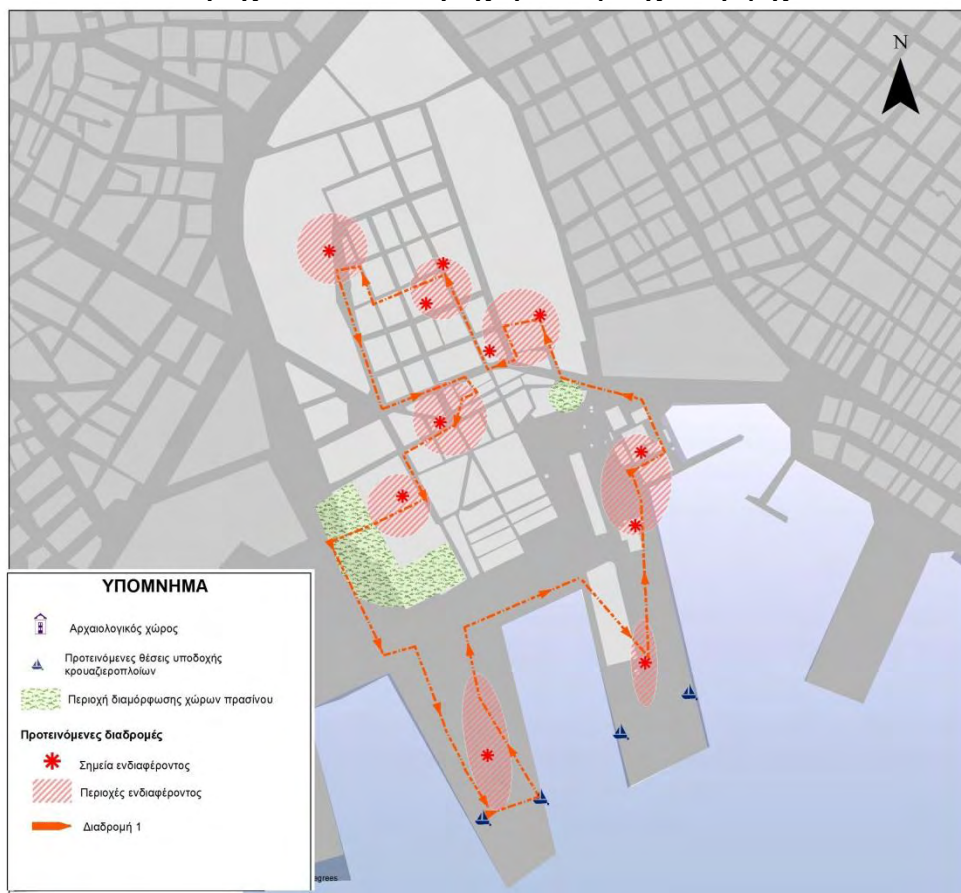 N
ΥΠΟΜΝΗΜΑ
Αρχαιολογικός χώρος
Προτεινόμενες θέσεις υποδοχής
κρουαζιεροπλοίων
Περιοχή διαμόρφωσης χώρων πρασίνου
Προτεινόμενες διαδρομές
Σημεία ενδιαφέροντος
Περιοχές ενδιαφέροντος
Διαδρομή 1
egrees